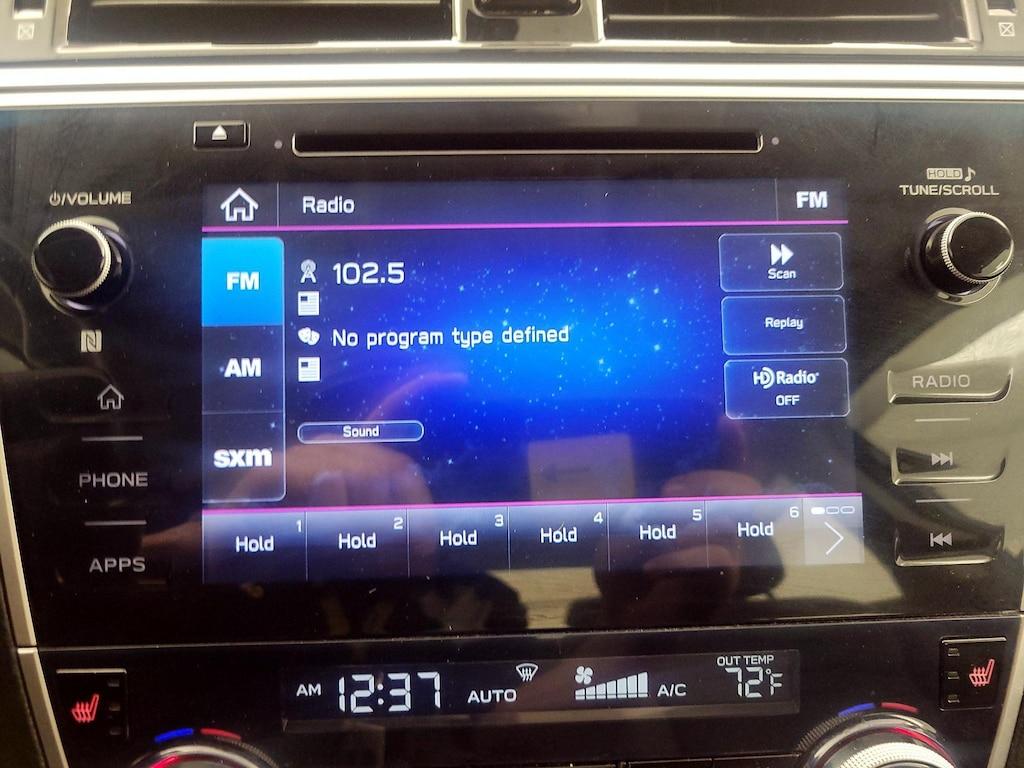 VOLUME
HOLD
TUNE/SCROLL
Radio
FM
FM
102.5
Scan
No program type defined
Replay
AM
HD Radio
OFF
RADIO
Sound
sxm
PHONE
1
2
3
4
5
6
Hold
Hold
Hold
Hold
Hold
Hold
APPS
OUT TEMP
AM 12:37
AUTO
A/C
72°F